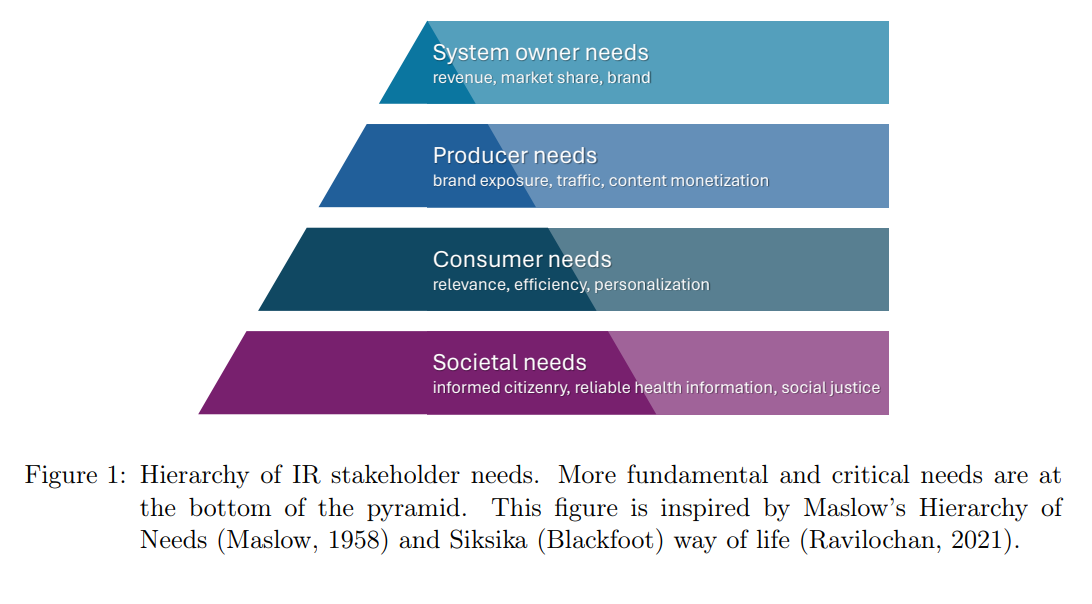 System owner needs
revenue, market share, brand
Producer needs
brand exposure, traffic, content monetization
Consumer needs
relevance, efficiency, personalization
Societal needs
informed citizenry, reliable health information, social justice
Figure 1: Hierarchy of IR stakeholder needs. More fundamental and critical needs are at
the bottom of the pyramid. This figure is inspired by Maslow's Hierarchy of
Needs (Maslow, 1958) and Siksika (Blackfoot) way of life (Ravilochan, 2021).